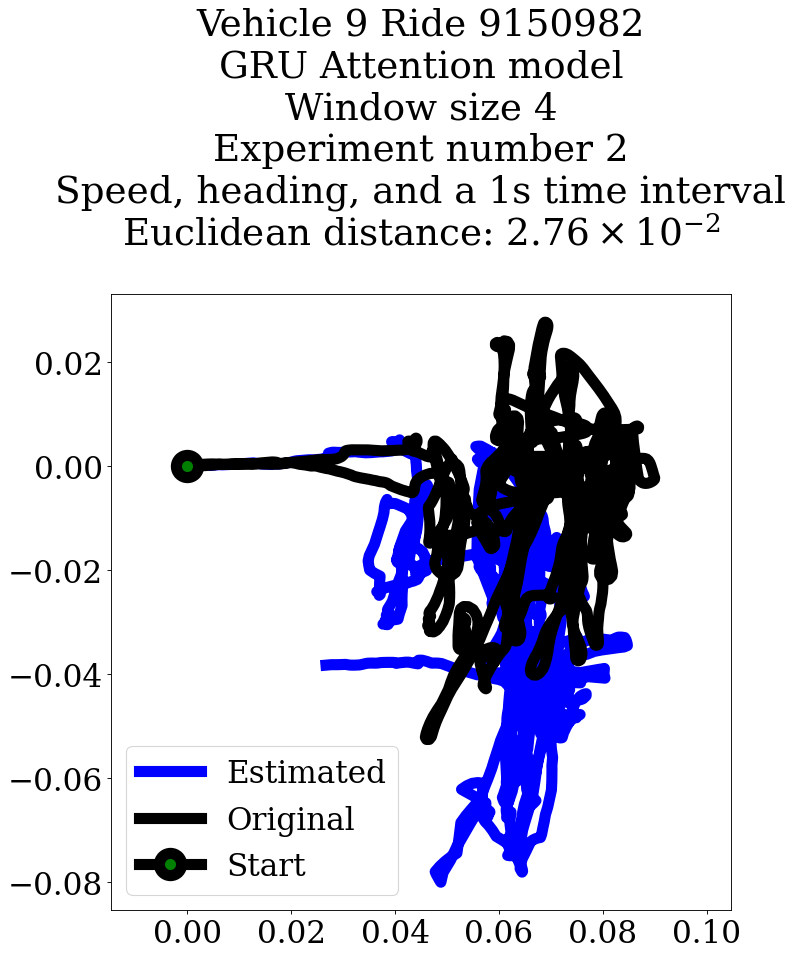 Vehicle 9 Ride 9150982
GRU Attention model
Window size 4
Experiment number 2
Speed, heading, and a 1s time interval
Euclidean distance: 2.76 × 10⁻²
0.02
0.00
−0.02
−0.04
−0.06
−0.08
Estimated
Original
Start
0.00 0.02 0.04 0.06 0.08 0.10